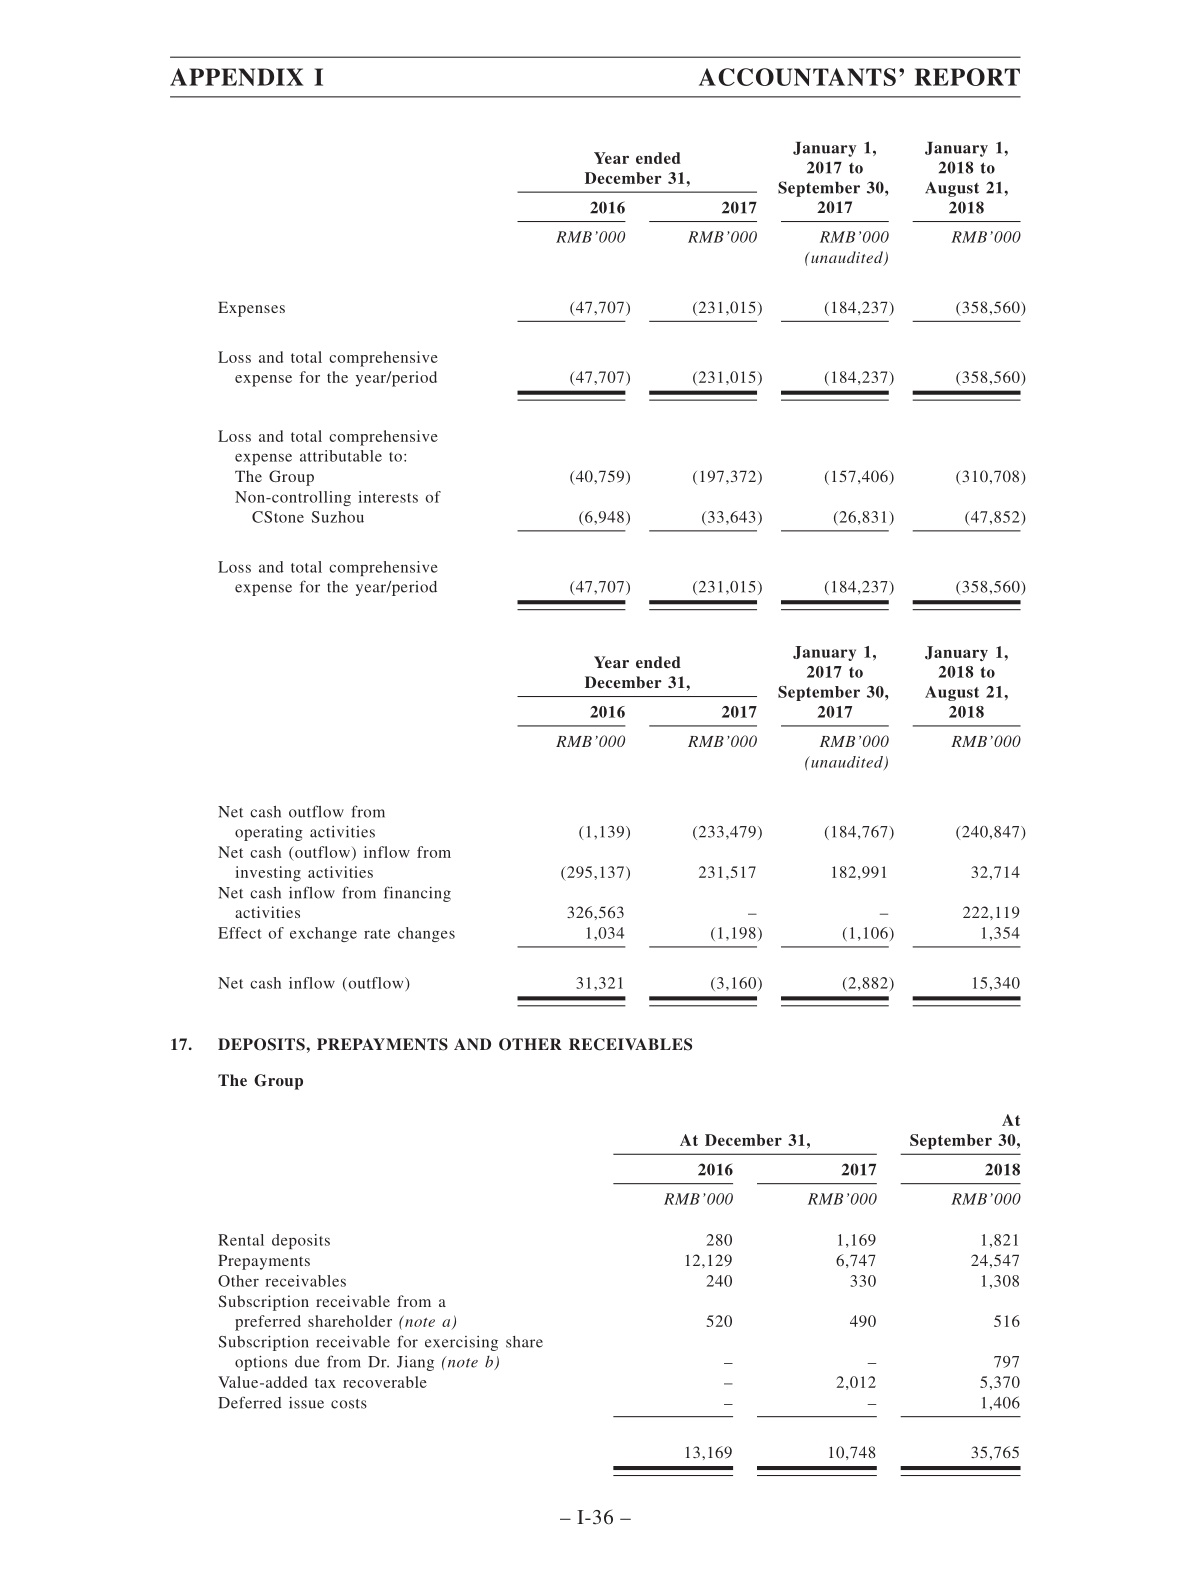 APPENDIX I ACCOUNTANTS’ REPORT
Year ended
December 31,
January 1,
2017 to
September 30,
2017
January 1,
2018 to
August 21,
2018
2016 2017
RMB’000 RMB’000 RMB’000 RMB’000
(unaudited)
Expenses (47,707) (231,015) (184,237) (358,560)
Loss and total comprehensive
expense for the year/period (47,707) (231,015) (184,237) (358,560)
Loss and total comprehensive
expense attributable to:
The Group (40,759) (197,372) (157,406) (310,708)
Non-controlling interests of
CStone Suzhou (6,948) (33,643) (26,831) (47,852)
Loss and total comprehensive
expense for the year/period (47,707) (231,015) (184,237) (358,560)
Year ended
December 31,
January 1,
2017 to
September 30,
2017
January 1,
2018 to
August 21,
2018
2016 2017
RMB’000 RMB’000 RMB’000 RMB’000
(unaudited)
Net cash outflow from
operating activities (1,139) (233,479) (184,767) (240,847)
Net cash (outflow) inflow from
investing activities (295,137) 231,517 182,991 32,714
Net cash inflow from financing
activities 326,563 – – 222,119
Effect of exchange rate changes 1,034 (1,198) (1,106) 1,354
Net cash inflow (outflow) 31,321 (3,160) (2,882) 15,340
17. DEPOSITS, PREPAYMENTS AND OTHER RECEIVABLES
The Group
At December 31,
At
September 30,
2016 2017 2018
RMB’000 RMB’000 RMB’000
Rental deposits 280 1,169 1,821
Prepayments 12,129 6,747 24,547
Other receivables 240 330 1,308
Subscription receivable from a
preferred shareholder (note a) 520 490 516
Subscription receivable for exercising share
options due from Dr. Jiang (note b) – – 797
Value-added tax recoverable – 2,012 5,370
Deferred issue costs – – 1,406
13,169 10,748 35,765
– I-36 –